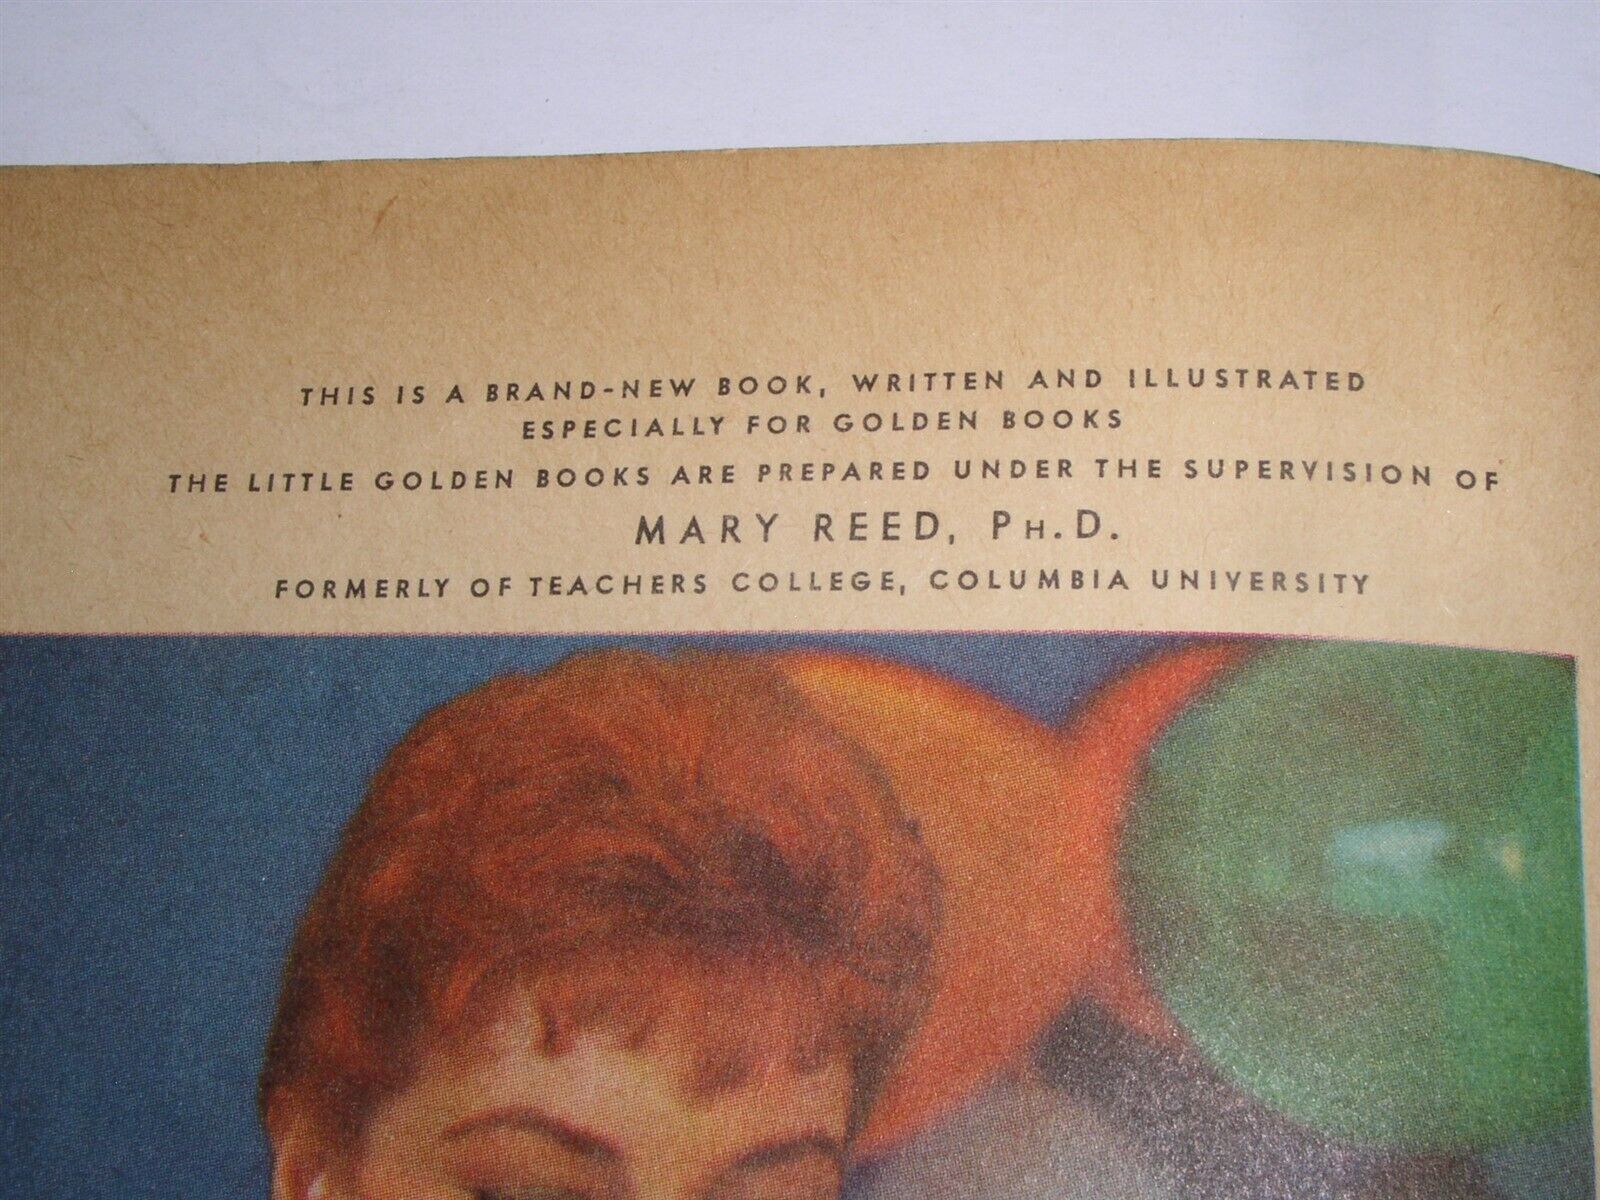 THIS IS A BRAND-NEW BOOK, WRITTEN AND ILLUSTRATED
ESPECIALLY FOR GOLDEN BOOKS
THE LITTLE GOLDEN BOOKS ARE PREPARED UNDER THE SUPERVISION OF
MARY REED, PH.D.
FORMERLY OF TEACHERS COLLEGE, COLUMBIA UNIVERSITY